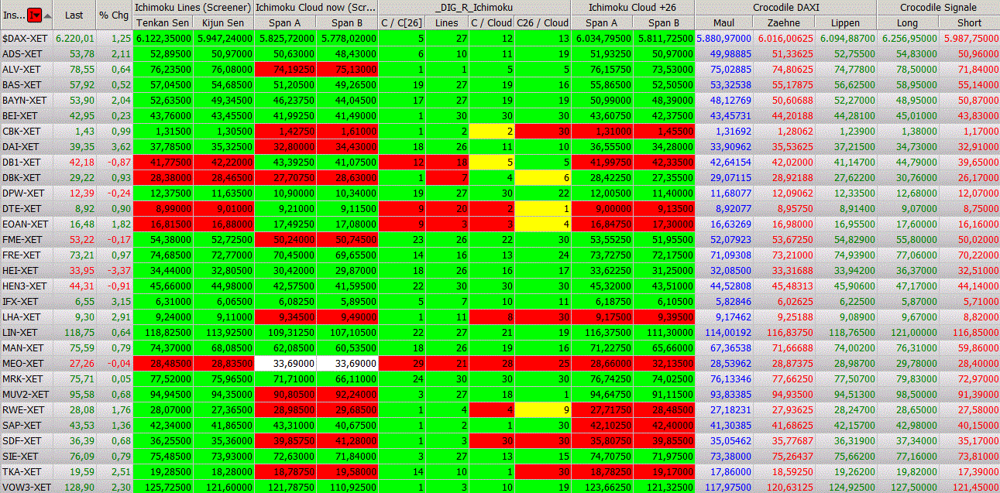 Ichimoku Lines (Screener) Ichimoku Cloud now (Scr... _DIG_R_Ichimoku Ichimoku Cloud +26 Crocodile DAXI Crocodile Signale
Ins... Last % Chg Tenkan Sen Kijun Sen Span A Span B C / C[26] Lines C / Cloud C26 / Cloud Span A Span B Maul Zaehne Lippen Long Short
$DAX-XET 6.220,01 1,25 6.122,35000 5.947,24000 5.825,72000 5.778,02000 5 27 12 13 6.034,79500 5.811,72500 5.880,97000 6.016,00625 6.094,88700 6.256,95000 5.987,75000
ADS-XET 53,78 2,11 52,89500 50,97000 50,63000 48,43000 6 10 11 19 51,93250 50,97000 49,98885 51,33625 52,75500 54,83000 50,96000
ALV-XET 78,55 0,64 76,23500 76,08000 74,19250 75,13000 1 1 5 5 76,15750 73,53000 75,02885 74,80625 74,77800 78,50000 71,84000
BAS-XET 57,92 0,52 57,04500 54,68500 51,20500 49,26500 19 27 19 16 55,86500 52,50500 53,32538 55,17875 56,62500 58,95000 55,14000
BAYN-XET 53,90 2,04 52,63500 49,34500 46,23750 44,04500 17 27 19 19 50,99000 48,39000 48,12769 50,60688 52,27000 48,95000 50,87000
BEI-XET 42,95 0,23 43,76000 43,45500 41,99250 41,49000 1 30 30 30 43,60750 42,37500 43,45731 44,20188 44,28100 45,01000 43,83000
CBK-XET 1,43 0,99 1,31500 1,30500 1,42750 1,61000 1 2 2 30 1,31000 1,45500 1,31692 1,28062 1,23900 1,38000 1,17000
DAI-XET 39,35 3,62 37,78500 35,32500 32,80000 34,43000 18 26 11 10 36,55500 34,28000 33,90962 35,53625 37,21500 34,73000 32,91000
DB1-XET 42,18 -0,87 41,77500 42,22000 43,39250 41,07500 12 18 5 5 41,99750 42,33500 42,64154 42,02000 41,14700 44,79000 39,65000
DBK-XET 29,22 0,93 28,38000 28,46500 27,70750 28,63000 1 7 4 6 28,42250 27,35500 29,07115 28,92188 27,62200 30,76000 26,17000
DPW-XET 12,39 -0,24 12,37500 11,63500 10,90000 10,34000 19 27 30 22 12,00500 11,40000 11,68077 12,09062 12,33500 12,68000 12,07000
DTE-XET 8,92 0,90 8,99000 9,01000 9,21000 9,11500 9 20 2 1 9,00000 9,13500 8,92077 8,95750 8,91400 9,07000 8,75000
EOAN-XET 16,48 1,82 16,81500 16,88000 17,49250 17,08000 9 3 3 4 16,84750 17,30000 16,63269 16,98000 16,95500 17,60000 16,16000
FME-XET 53,22 -0,17 54,38000 52,72500 50,24000 50,74500 23 26 22 30 53,55250 51,95500 52,07923 53,67250 54,82900 55,80000 50,02000
FRE-XET 73,21 0,97 74,68500 72,77000 70,45000 69,65500 14 16 13 24 73,72750 72,17500 71,09308 73,21000 74,93900 77,06000 70,22000
HEI-XET 33,95 -3,37 34,44000 32,80500 30,42000 29,87000 18 26 16 17 33,62250 31,25000 32,08500 33,31688 33,94200 36,37000 32,51000
HEN3-XET 44,31 -0,91 45,66000 44,98000 42,57500 41,59500 22 30 30 30 45,32000 43,51000 44,52808 45,48313 45,90600 47,17000 44,14000
IFX-XET 6,55 3,15 6,31000 6,06500 6,08250 5,89500 5 7 10 11 6,18750 6,10500 5,82846 6,02625 6,22500 5,87000 5,71000
LHA-XET 9,30 2,91 9,24000 9,11000 9,34500 9,49000 1 11 8 30 9,17500 9,39500 9,17462 9,25188 9,08900 9,67000 8,82000
LIN-XET 118,75 0,64 118,82500 113,92500 109,31250 107,10500 22 27 21 19 116,37500 111,30000 114,00192 116,83750 118,76500 121,00000 116,85000
MAN-XET 75,59 0,79 74,37000 68,08500 62,08500 60,53500 18 26 19 16 71,22750 65,66000 67,36538 71,66688 74,00200 76,31000 59,86000
MEO-XET 27,26 -0,04 28,48500 28,83500 33,69000 33,69000 29 21 28 25 28,66000 32,13500 28,53962 28,87375 28,98700 29,78000 28,40000
MRK-XET 75,71 0,05 77,52000 75,96500 71,71000 66,11000 24 30 30 30 76,74250 74,02500 76,13346 77,66250 77,50700 79,83000 72,97000
MUV2-XET 95,58 0,68 94,94500 94,35000 90,80500 92,24000 3 27 18 1 94,64750 91,11500 93,83385 94,93500 94,51300 98,50000 91,39000
RWE-XET 28,08 1,76 28,07000 27,36500 28,98500 29,68500 1 4 4 9 27,71750 28,48500 27,18231 27,93625 28,24700 28,65000 27,58000
SAP-XET 43,53 1,36 42,34000 41,86500 43,31000 40,67500 1 2 1 30 42,10250 42,40000 41,30385 41,68625 42,15700 42,98000 40,15000
SDF-XET 36,39 0,68 36,25500 35,36000 39,85750 41,28000 1 3 30 30 35,80750 39,85500 35,05462 35,77687 36,31900 37,34000 35,17000
SIE-XET 76,09 0,79 75,48500 73,93000 72,63000 71,84000 3 27 13 15 74,70750 71,97500 73,38000 75,26437 75,66200 77,16000 73,81000
TKA-XET 19,59 2,51 19,28500 18,28000 18,78750 19,58000 14 10 1 30 18,78250 19,17000 17,86000 18,59250 19,26200 19,82000 17,39000
VOW3-XET 128,90 2,30 125,72500 121,60000 121,78750 110,92500 1 3 10 19 123,66250 121,32500 117,97500 120,63125 124,92500 127,50000 121,45000